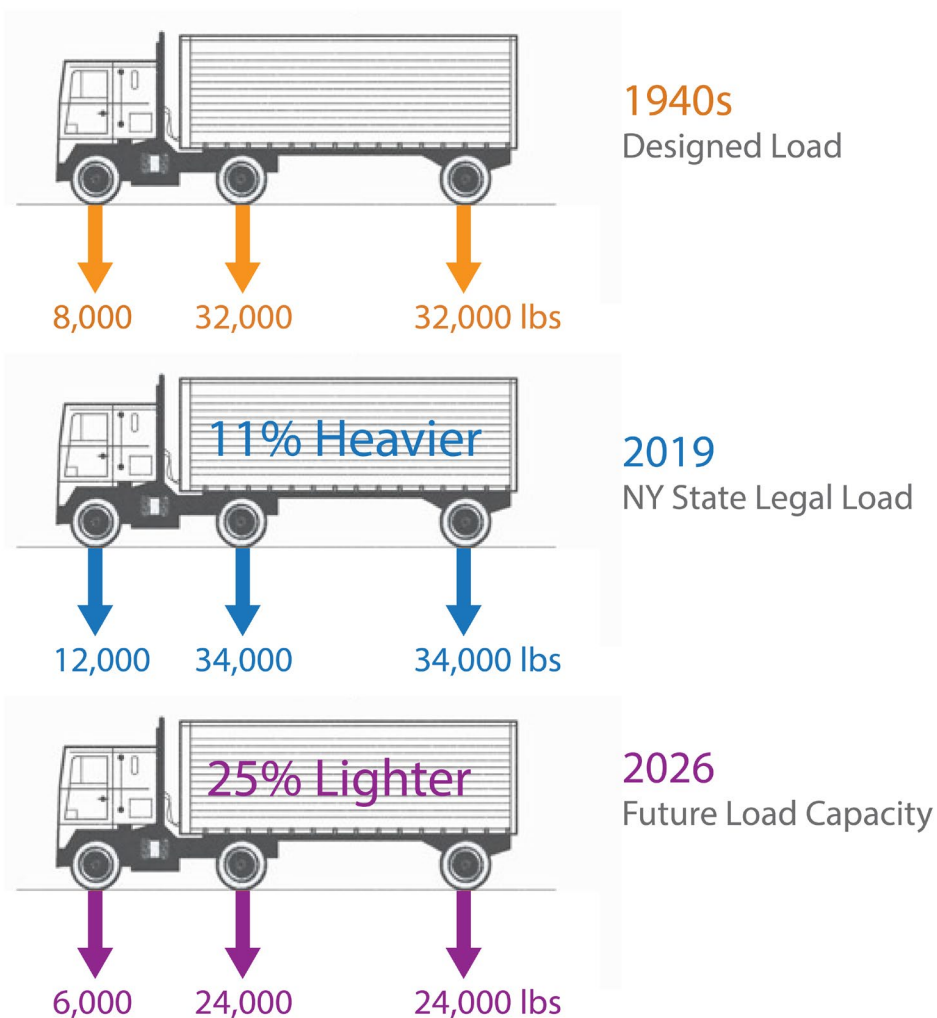 1940s
Designed Load
8,000 32,000 32,000 lbs
11% Heavier
2019
NY State Legal Load
12,000 34,000 34,000 lbs
25% Lighter
2026
Future Load Capacity
6,000 24,000 24,000 lbs